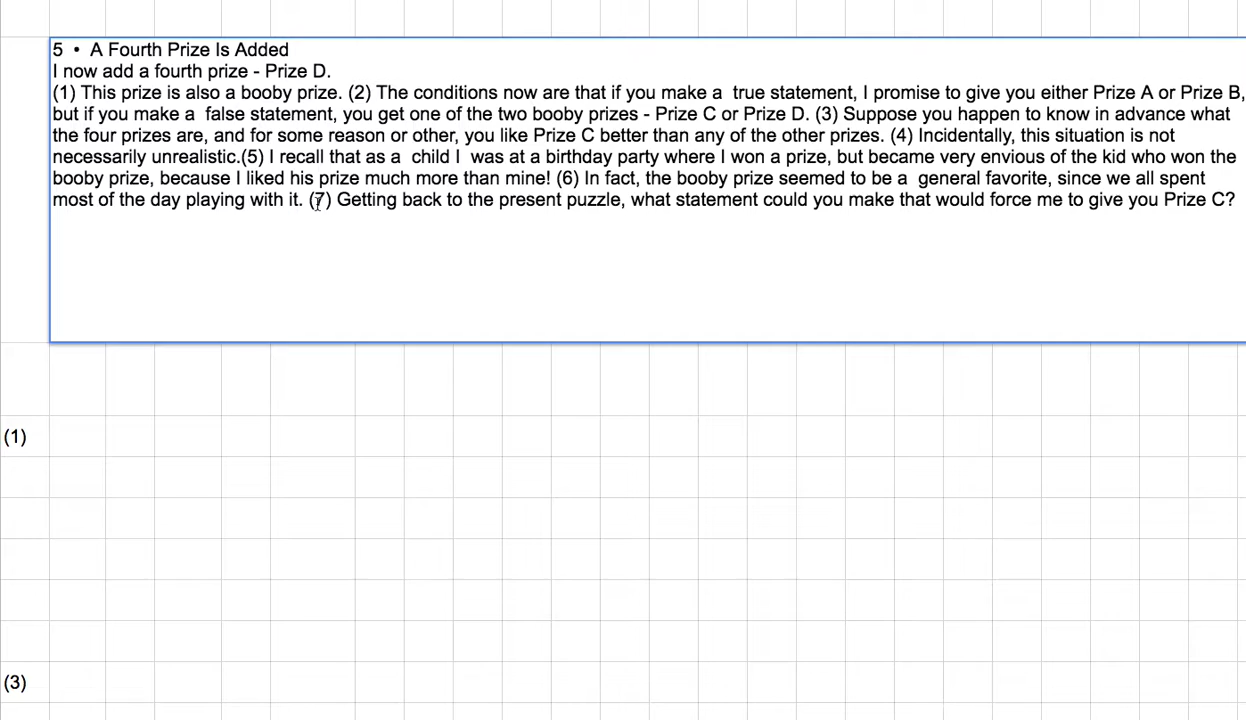 5 • A Fourth Prize Is Added
I now add a fourth prize - Prize D.
(1) This prize is also a booby prize. (2) The conditions now are that if you make a true statement, I promise to give you either Prize A or Prize B,
but if you make a false statement, you get one of the two booby prizes - Prize C or Prize D. (3) Suppose you happen to know in advance what
the four prizes are, and for some reason or other, you like Prize C better than any of the other prizes. (4) Incidentally, this situation is not
necessarily unrealistic.(5) I recall that as a child I was at a birthday party where I won a prize, but became very envious of the kid who won the
booby prize, because I liked his prize much more than mine! (6) In fact, the booby prize seemed to be a general favorite, since we all spent
most of the day playing with it. (7) Getting back to the present puzzle, what statement could you make that would force me to give you Prize C?
(1)
(3)